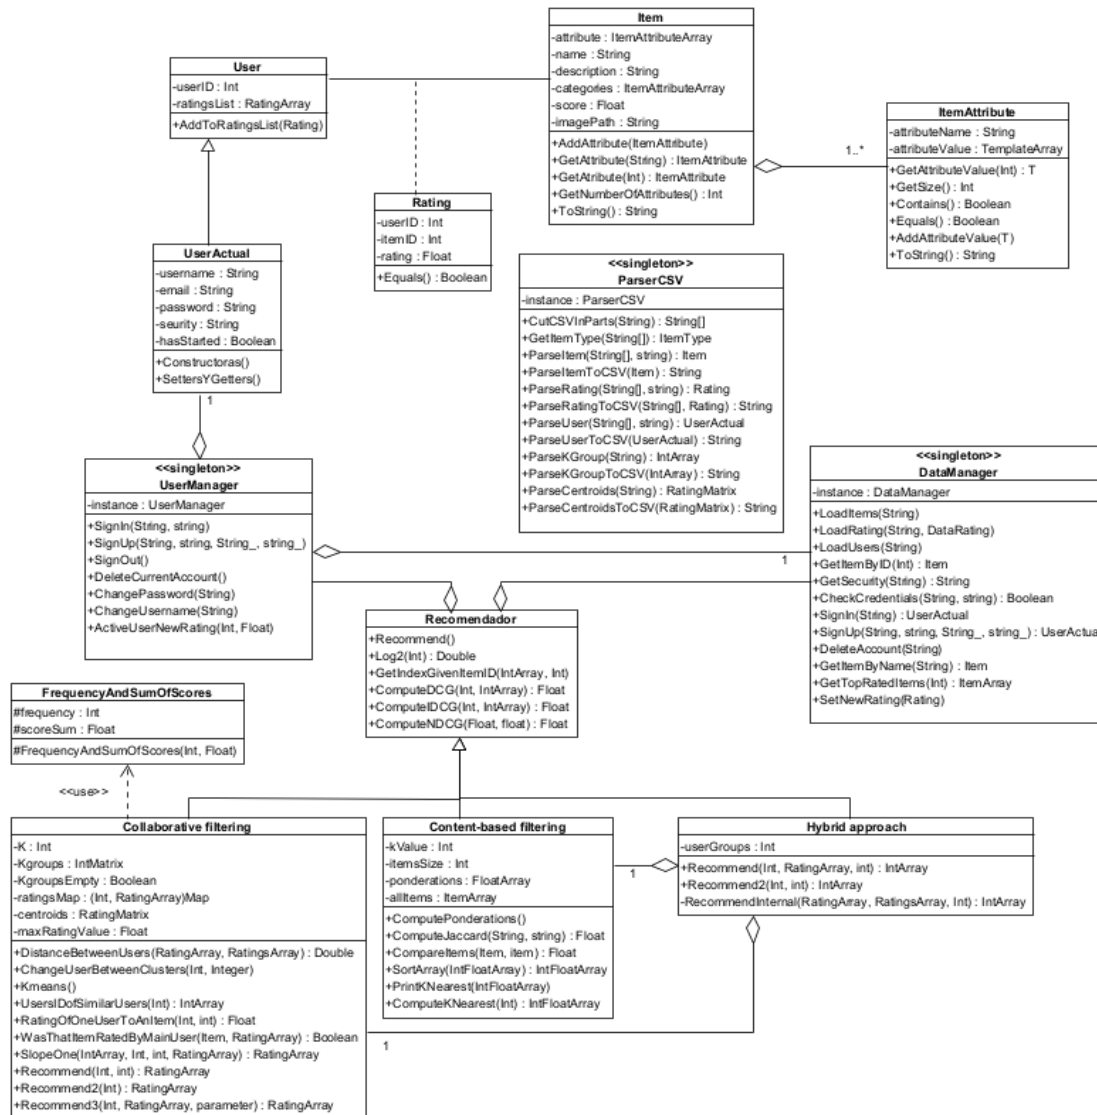 Item
-attribute : ItemAttributeArray
-name : String
-description : String
-categories : ItemAttributeArray
-score : Float
-imagePath : String
+AddAttribute(ItemAttribute)
+GetAtribute(String) : ItemAttribute
+GetAtribute(Int) : ItemAttribute
+GetNumberOfAttributes() : Int
+ToString() : String
User
-userID : Int
-ratingsList : RatingArray
+AddToRatingsList(Rating)
ItemAttribute
-attributeName : String
-attributeValue : TemplateArray
+GetAttributeValue(Int) : T
+GetSize() : Int
+Contains() : Boolean
+Equals() : Boolean
+AddAttributeValue(T)
+ToString() : String
1..*
Rating
-userID : Int
-itemID : Int
-rating : Float
+Equals() : Boolean
UserActual
-username : String
-email : String
-password : String
-seurity : String
-hasStarted : Boolean
+Constructoras()
+SettersYGetters()
1
<<singleton>>
ParserCSV
-instance : ParserCSV
+CutCSVInParts(String) : String[]
+GetItemType(String[]) : ItemType
+ParseItem(String[], string) : Item
+ParseItemToCSV(Item) : String
+ParseRating(String[], string) : Rating
+ParseRatingToCSV(String[], Rating) : String
+ParseUser(String[], string) : UserActual
+ParseUserToCSV(UserActual) : String
+ParseKGroup(String) : IntArray
+ParseKGroupToCSV(IntArray) : String
+ParseCentroids(String) : RatingMatrix
+ParseCentroidsToCSV(RatingMatrix) : String
<<singleton>>
UserManager
-instance : UserManager
+SignIn(String, string)
+SignUp(String, string, String_, string_)
+SignOut()
+DeleteCurrentAccount()
+ChangePassword(String)
+ChangeUsername(String)
+ActiveUserNewRating(Int, Float)
<<singleton>>
DataManager
-instance : DataManager
+LoadItems(String)
+LoadRating(String, DataRating)
+LoadUsers(String)
+GetItemByID(Int) : Item
+GetSecurity(String) : String
+CheckCredentials(String, string) : Boolean
+SignIn(String) : UserActual
+SignUp(String, string, String_, string_) : UserActua
+DeleteAccount(String)
+GetItemByName(String) : Item
+GetTopRatedItems(Int) : ItemArray
+SetNewRating(Rating)
1
Recomendador
+Recommend()
+Log2(Int) : Double
+GetIndexGivenItemID(IntArray, Int)
+ComputeDCG(Int, IntArray) : Float
+ComputeIDCG(Int, IntArray) : Float
+ComputeNDCG(Float, float) : Float
FrequencyAndSumOfScores
#frequency : Int
#scoreSum : Float
#FrequencyAndSumOfScores(Int, Float)
<<use>>
Collaborative filtering
-K : Int
-Kgroups : IntMatrix
-KgroupsEmpty : Boolean
-ratingsMap : (Int, RatingArray)Map
-centroids : RatingMatrix
-maxRatingValue : Float
+DistanceBetweenUsers(RatingArray, RatingsArray) : Double
+ChangeUserBetweenClusters(Int, Integer)
+Kmeans()
+UsersIDofSimilarUsers(Int) : IntArray
+RatingOfOneUserToAnItem(Int, int) : Float
+WasThatItemRatedByMainUser(Item, RatingArray) : Boolean
+SlopeOne(IntArray, Int, int, RatingArray) : RatingArray
+Recommend(Int, int) : RatingArray
+Recommend2(Int) : RatingArray
+Recommend3(Int, RatingArray, parameter) : RatingArray
Content-based filtering
-kValue : Int
-itemsSize : Int
-ponderations : FloatArray
-allItems : ItemArray
+ComputePonderations()
+ComputeJaccard(String, string) : Float
+CompareItems(Item, item) : Float
+SortArray(IntFloatArray) : IntFloatArray
+PrintKNearest(IntFloatArray)
+ComputeKNearest(Int) : IntFloatArray
1
Hybrid approach
-userGroups : Int
+Recommend(Int, RatingArray, int) : IntArray
+Recommend2(Int, int) : IntArray
-RecommendInternal(RatingArray, RatingsArray, Int) : IntArray
1